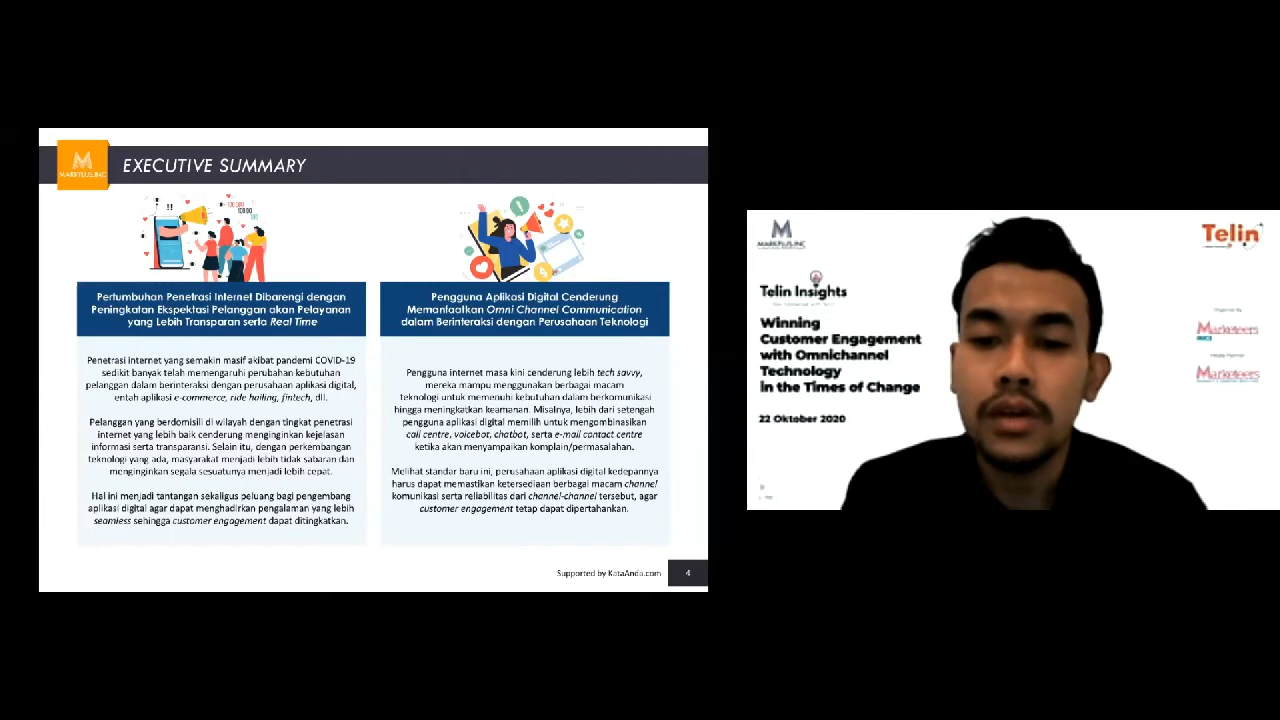 MARKPLUS.INC
EXECUTIVE SUMMARY
Pertumbuhan Penetrasi Internet Dibarengi dengan
Peningkatan Ekspektasi Pelanggan akan Pelayanan
yang Lebih Transparan serta Real Time
Penetrasi internet yang semakin masif akibat pandemi COVID-19
sedikit banyak telah memengaruhi perubahan kebutuhan
pelanggan dalam berinteraksi dengan perusahaan aplikasi digital,
entah aplikasi e-commerce, ride hailing, fintech, dll.
Pelanggan yang berdomisili di wilayah dengan tingkat penetrasi
internet yang lebih baik cenderung menginginkan kejelasan
informasi serta transparansi. Selain itu, dengan perkembangan
teknologi yang ada, masyarakat menjadi lebih tidak sabaran dan
menginginkan segala sesuatunya menjadi lebih cepat.
Hal ini menjadi tantangan sekaligus peluang bagi pengembang
aplikasi digital agar dapat menghadirkan pengalaman yang lebih
seamless sehingga customer engagement dapat ditingkatkan.
Pengguna Aplikasi Digital Cenderung
Memanfaatkan Omni Channel Communication
dalam Berinteraksi dengan Perusahaan Teknologi
Pengguna internet masa kini cenderung lebih tech savvy,
mereka mampu menggunakan berbagai macam
teknologi untuk memenuhi kebutuhan dalam berkomunikasi
hingga meningkatkan keamanan. Misalnya, lebih dari setengah
pengguna aplikasi digital memilih untuk mengombinasikan
call centre, voicebot, chatbot, serta e-mail contact centre
ketika akan menyampaikan komplain/permasalahan.
Melihat standar baru ini, perusahaan aplikasi digital kedepannya
harus dapat memastikan ketersediaan berbagai macam channel
komunikasi serta reliabilitas dari channel-channel tersebut, agar
customer engagement tetap dapat dipertahankan.
Supported by KataAnda.com
4
MARKPLUS.INC
Telin
Telin Insights
Winning
Customer Engagement
with Omnichannel
Technology
in the Times of Change
22 Oktober 2020
Organized By
Marketeers
Media Partner
Marketeers